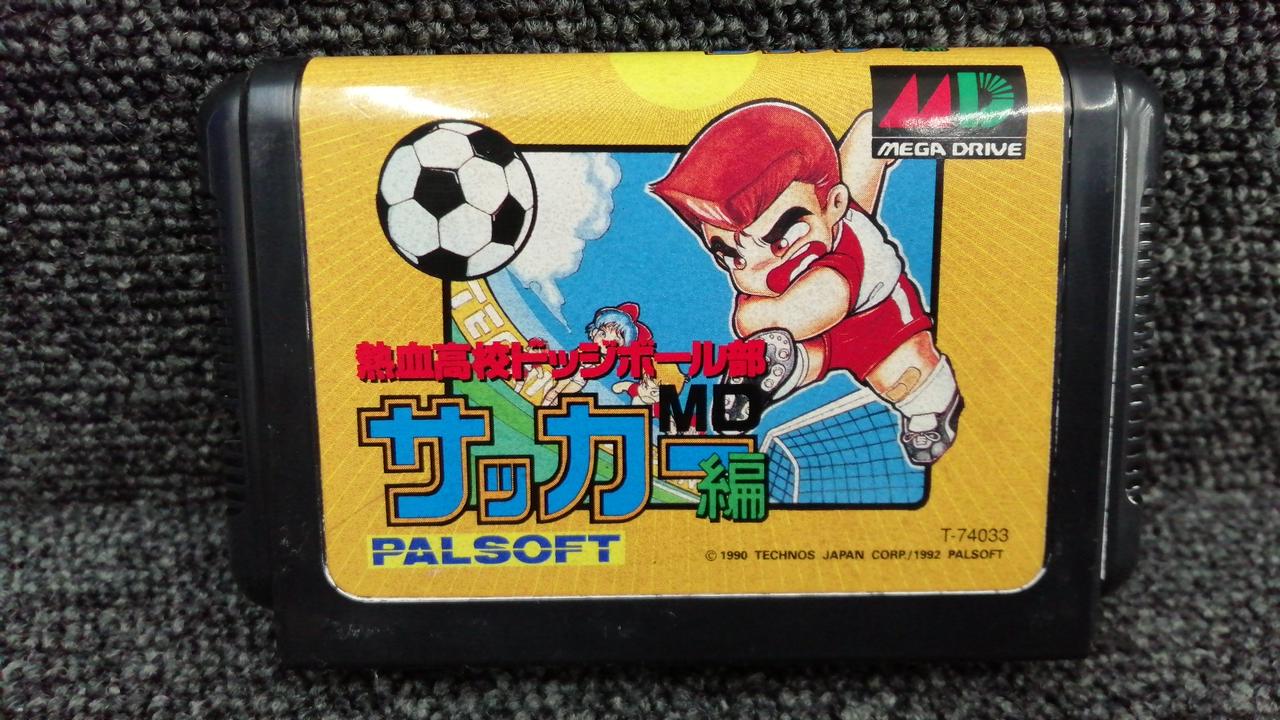 MD
MEGA DRIVE
熱血高校ドッジボール部
MD
サッカー編
PALSOFT
T-74033
©1990 TECHNOS JAPAN CORP./1992 PALSOFT